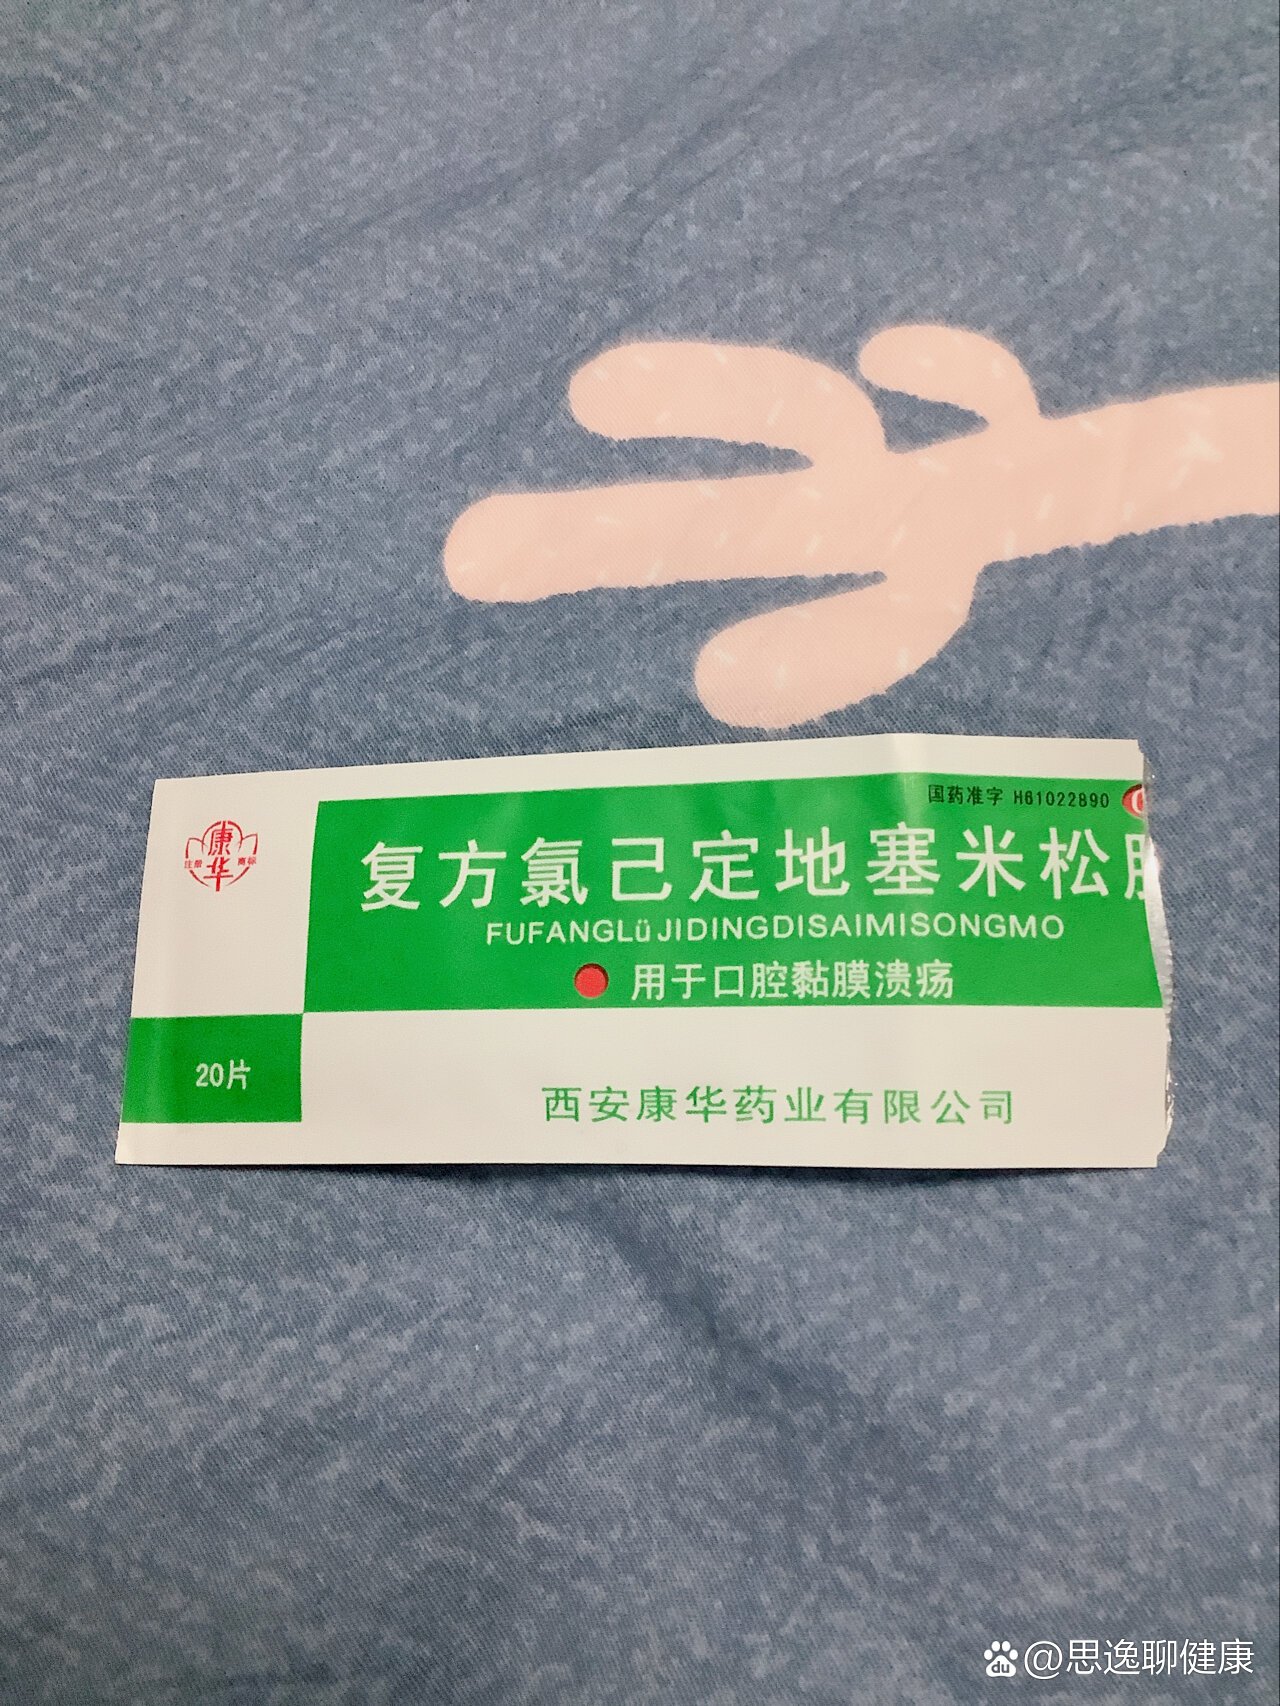 国药准字 H61022890
康华
注册 商标
复方氯己定地塞米松
FUFANGLüJIDINGDISAIMISONGMO
用于口腔黏膜溃疡
20片
西安康华药业有限公司
@思逸聊健康